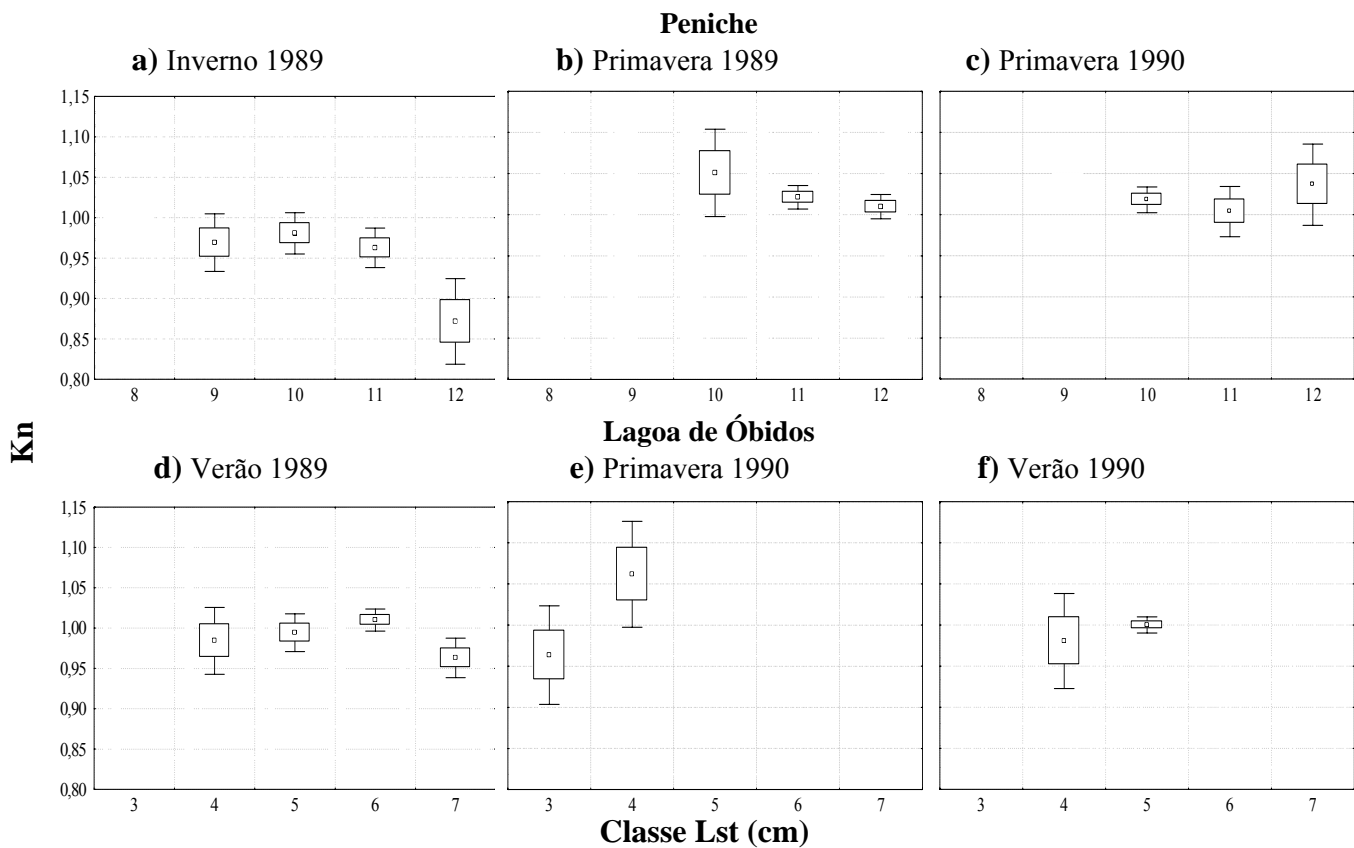 Peniche
a) Inverno 1989
b) Primavera 1989
c) Primavera 1990
1,15
1,10
1,05
1,00
0,95
0,90
0,85
0,80
8 9 10 11 12
8 9 10 11 12
8 9 10 11 12
Kn
Lagoa de Óbidos
d) Verão 1989
e) Primavera 1990
f) Verão 1990
1,15
1,10
1,05
1,00
0,95
0,90
0,85
0,80
3 4 5 6 7
3 4 5 6 7
3 4 5 6 7
Classe Lst (cm)